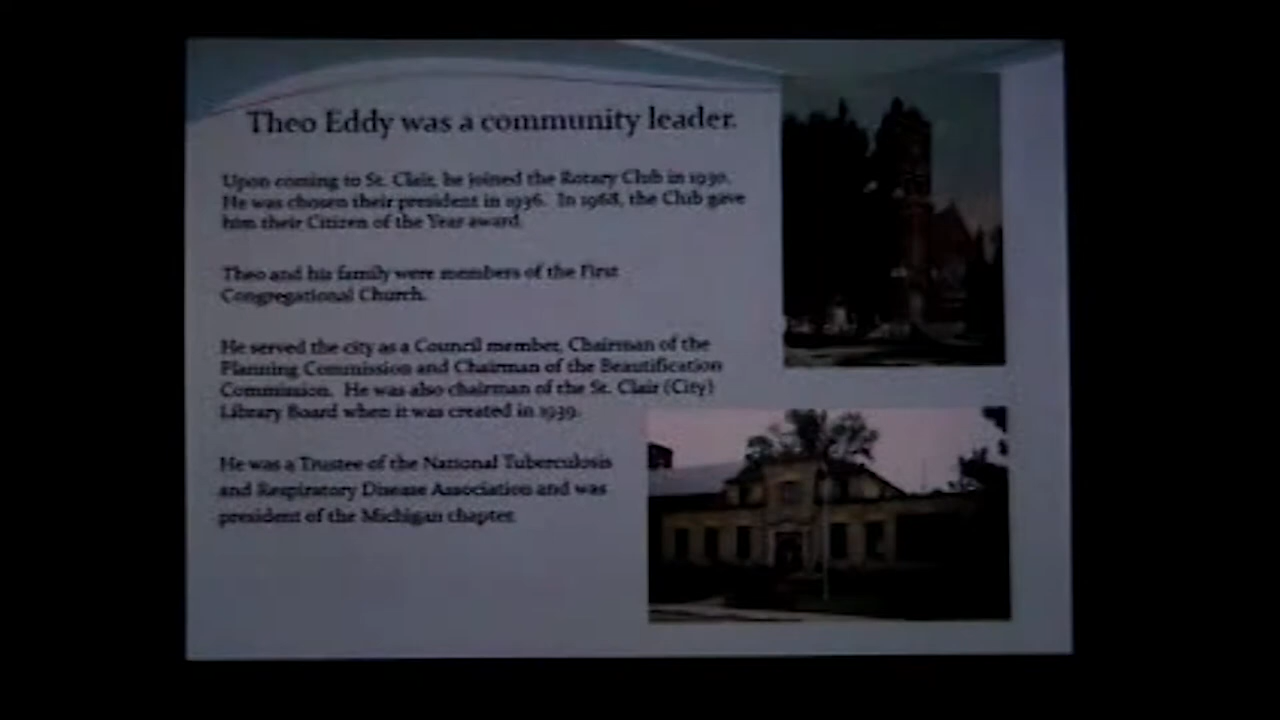 Theo Eddy was a community leader.
Upon coming to St. Clair, he joined the Rotary Club in 1930.
He was chosen their president in 1936. In 1968, the Club gave
him their Citizen of the Year award.
Theo and his family were members of the First
Congregational Church.
He served the city as a Council member, Chairman of the
Planning Commission and Chairman of the Beautification
Commission. He was also chairman of the St. Clair (City)
Library Board when it was created in 1939.
He was a Trustee of the National Tuberculosis
and Respiratory Disease Association and was
president of the Michigan chapter.